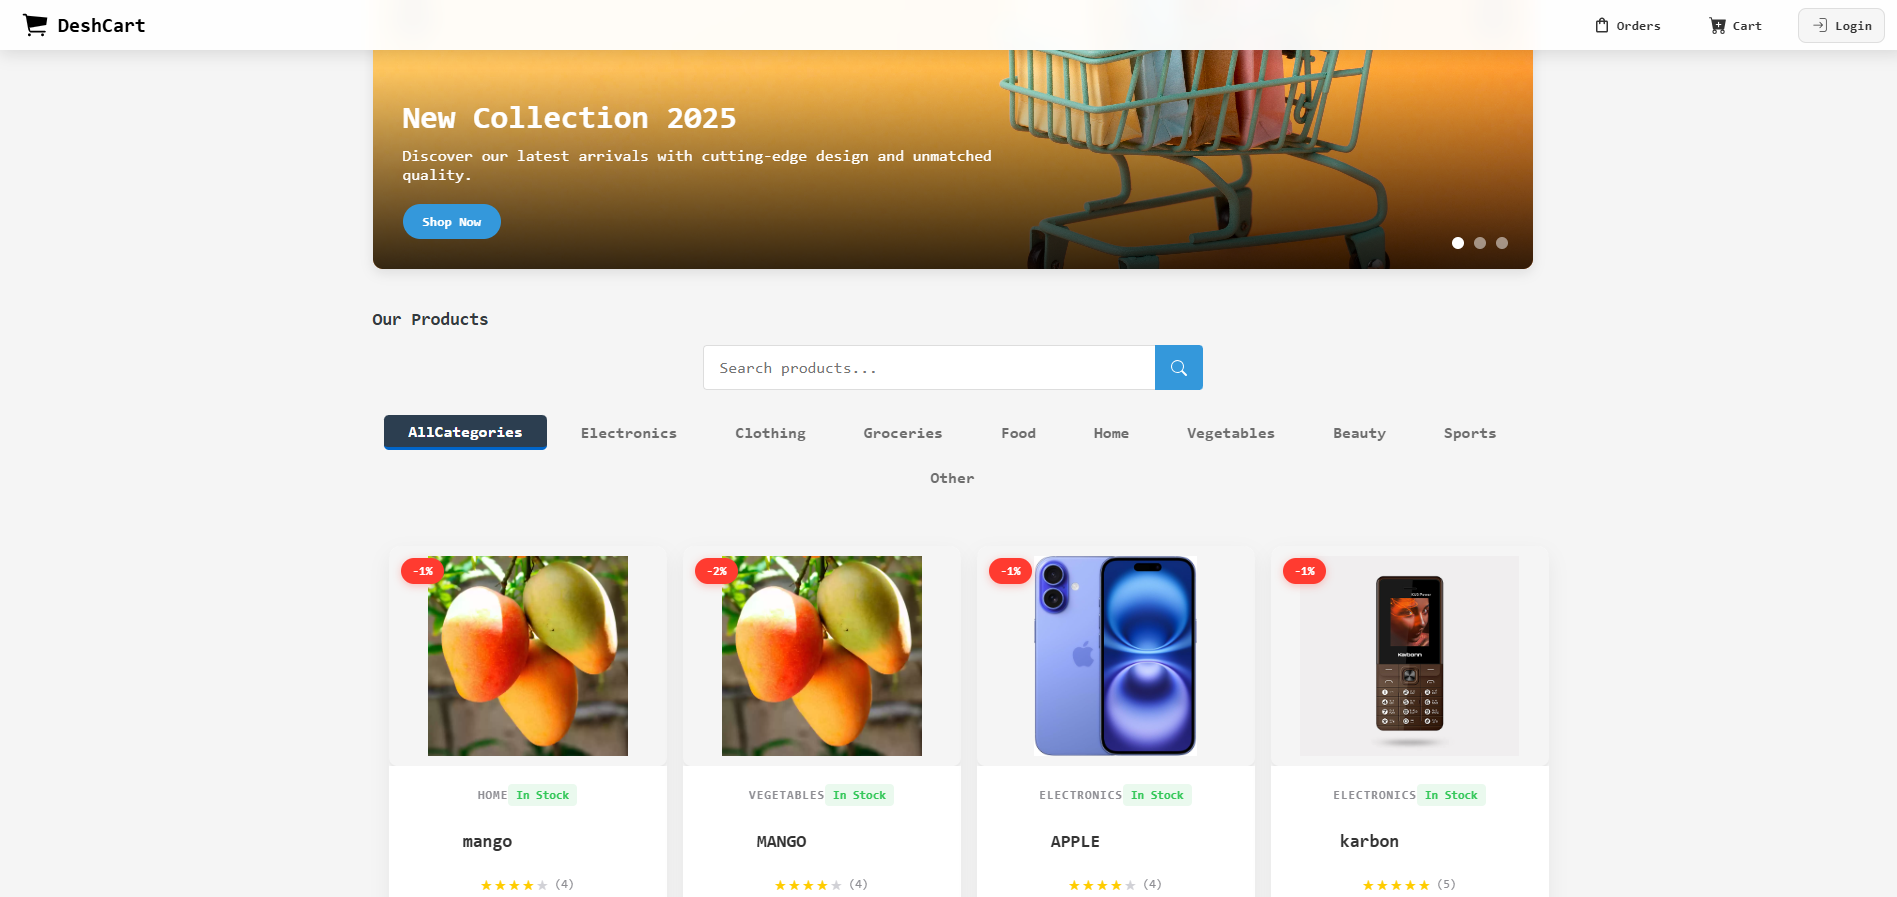 DeshCart
Orders
Cart
Login
New Collection 2025
Discover our latest arrivals with cutting-edge design and unmatched
quality.
Shop Now
Our Products
Search products...
AllCategories
Electronics
Clothing
Groceries
Food
Home
Vegetables
Beauty
Sports
Other
-1%
-2%
-1%
-1%
karbonn
HOME In Stock
VEGETABLES In Stock
ELECTRONICS In Stock
ELECTRONICS In Stock
mango
MANGO
APPLE
karbon
★★★★★ (4)
★★★★★ (4)
★★★★★ (4)
★★★★★ (5)